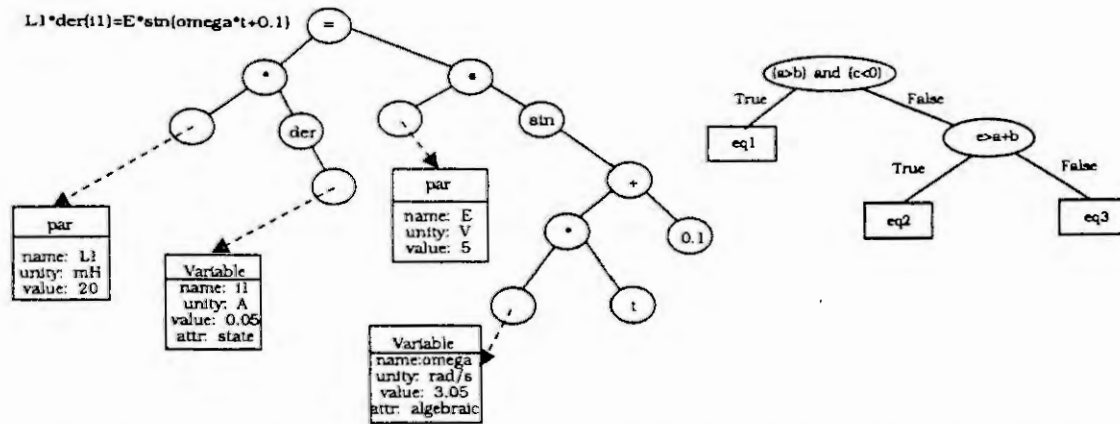 L1*der(i1)=E*sin(omega*t+0.1)
=
*
*
der
sin
par
name: L1
unity: mH
value: 20
Variable
name: i1
unity: A
value: 0.05
attr: state
par
name: E
unity: V
value: 5
+
*
0.1
t
Variable
name:omega
unity: rad/s
value: 3.05
attr: algebraic
(a>b) and (c<0)
True
False
eq1
e>a+b
True
False
eq2
eq3